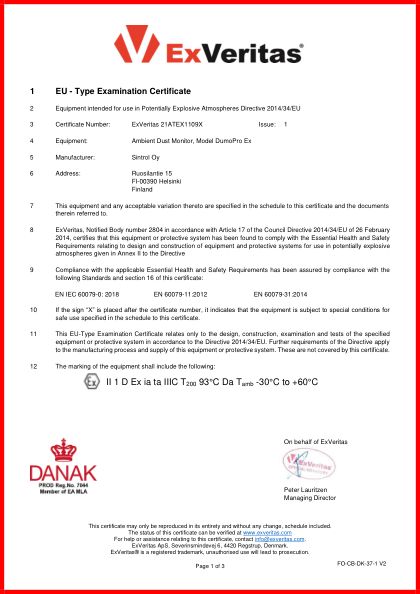 ExVeritas®
1 EU - Type Examination Certificate
2 Equipment intended for use in Potentially Explosive Atmospheres Directive 2014/34/EU
3 Certificate Number: ExVeritas 21ATEX1109X Issue: 1
4 Equipment: Ambient Dust Monitor, Model DumoPro Ex
5 Manufacturer: Sintrol Oy
6 Address: Ruosilantie 15
FI-00390 Helsinki
Finland
7 This equipment and any acceptable variation thereto are specified in the schedule to this certificate and the documents
therein referred to.
8 ExVeritas, Notified Body number 2804 in accordance with Article 17 of the Council Directive 2014/34/EU of 26 February
2014, certifies that this equipment or protective system has been found to comply with the Essential Health and Safety
Requirements relating to design and construction of equipment and protective systems for use in potentially explosive
atmospheres given in Annex II to the Directive
9 Compliance with the applicable Essential Health and Safety Requirements has been assured by compliance with the
following Standards and section 16 of this certificate:
EN IEC 60079-0: 2018 EN 60079-11:2012 EN 60079-31:2014
10 If the sign "X" is placed after the certificate number, it indicates that the equipment is subject to special conditions for
safe use specified in the schedule to this certificate.
11 This EU-Type Examination Certificate relates only to the design, construction, examination and tests of the specified
equipment or protective system in accordance to the Directive 2014/34/EU. Further requirements of the Directive apply
to the manufacturing process and supply of this equipment or protective system. These are not covered by this certificate.
12 The marking of the equipment shall include the following:
Ex II 1 D Ex ia ta IIIC T200 93°C Da Tamb -30°C to +60°C
On behalf of ExVeritas
ExVeritas
DANAK
PROD Reg.No. 7044
Member of EA MLA
Peter Lauritzen
Managing Director
This certificate may only be reproduced in its entirety and without any change, schedule included.
The status of this certificate can be verified at www.exveritas.com
For help or assistance relating to this certificate, contact info@exveritas.com.
ExVeritas ApS, Severinsmindevej 6, 4420 Regstrup, Denmark.
ExVeritas® is a registered trademark, unauthorised use will lead to prosecution.
Page 1 of 3
FO-CB-DK-37-1 V2